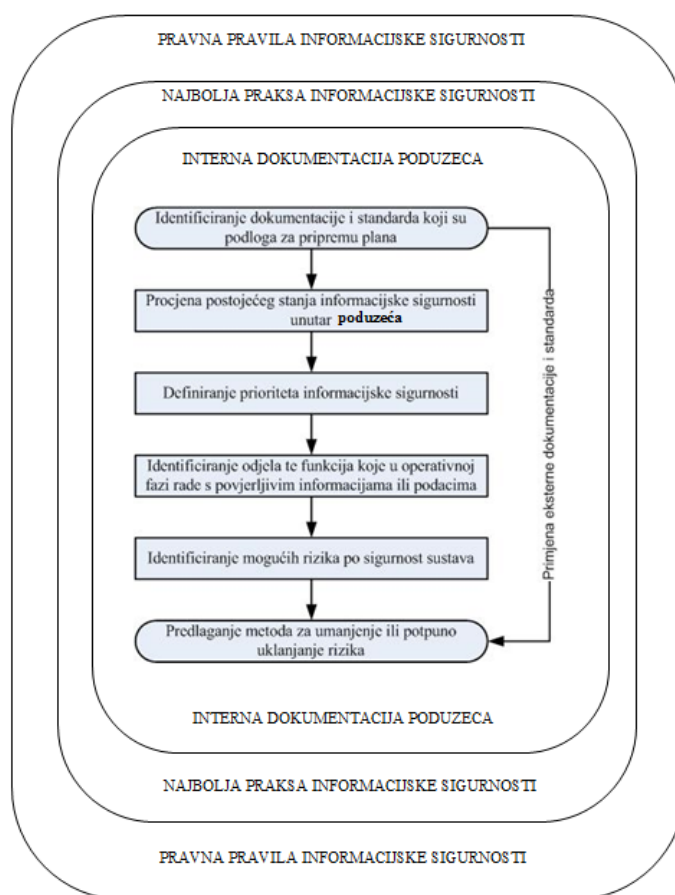 PRAVNA PRAVILA INFORMACIJSKE SIGURNOSTI
NAJBOLJA PRAKSA INFORMACIJSKE SIGURNOSTI
INTERNA DOKUMENTACIJA PODUZECA
Identificiranje dokumentacije i standarda koji su
podloga za pripremu plana
Procjena postojećeg stanja informacijske sigurnosti
unutar poduzeća
Definiranje prioriteta informacijske sigurnosti
Identificiranje odjela te funkcija koje u operativnoj
fazi rade s povjerljivim informacijama ili podacima
Identificiranje mogućih rizika po sigurnost sustava
Predlaganje metoda za umanjenje ili potpuno
uklanjanje rizika
Primjena eksterne dokumentacije i standarda
INTERNA DOKUMENTACIJA PODUZECA
NAJBOLJA PRAKSA INFORMACIJSKE SIGURNOSTI
PRAVNA PRAVILA INFORMACIJSKE SIGURNOSTI